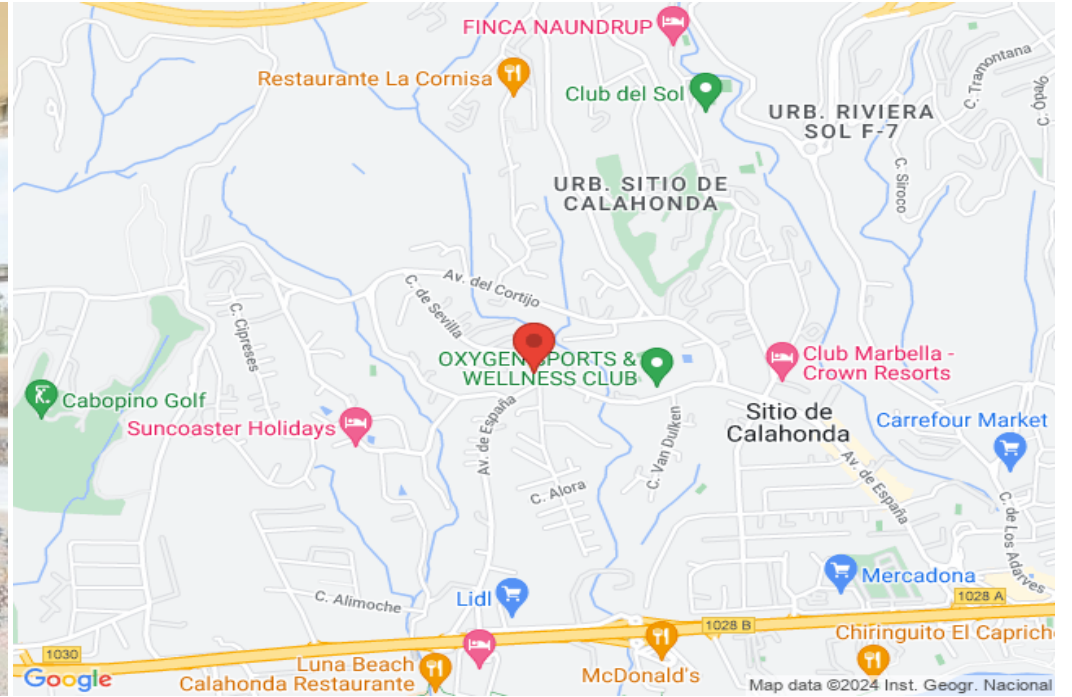 FINCA NAUNDRUP
Restaurante La Cornisa
Club del Sol
URB. RIVIERA
SOL F-7
C. Tramontana
C. Ópalo
C. Siroco
URB. SITIO DE
CALAHONDA
Av. del Cortijo
C. de Sevilla
C. Cipreses
OXYGEN SPORTS &
WELLNESS CLUB
Club Marbella -
Crown Resorts
Cabopino Golf
Suncoaster Holidays
Av. de España
C. Van Dulken
Sitio de
Calahonda
Carrefour Market
Av. de España
C. Alora
C. de Los Adarves
Mercadona
C. Alimoche
Lidl
1028 A
1028 B
1030
Chiringuito El Caprich
Luna Beach
Calahonda Restaurante
McDonald's
Google
Map data ©2024 Inst. Geogr. Nacional